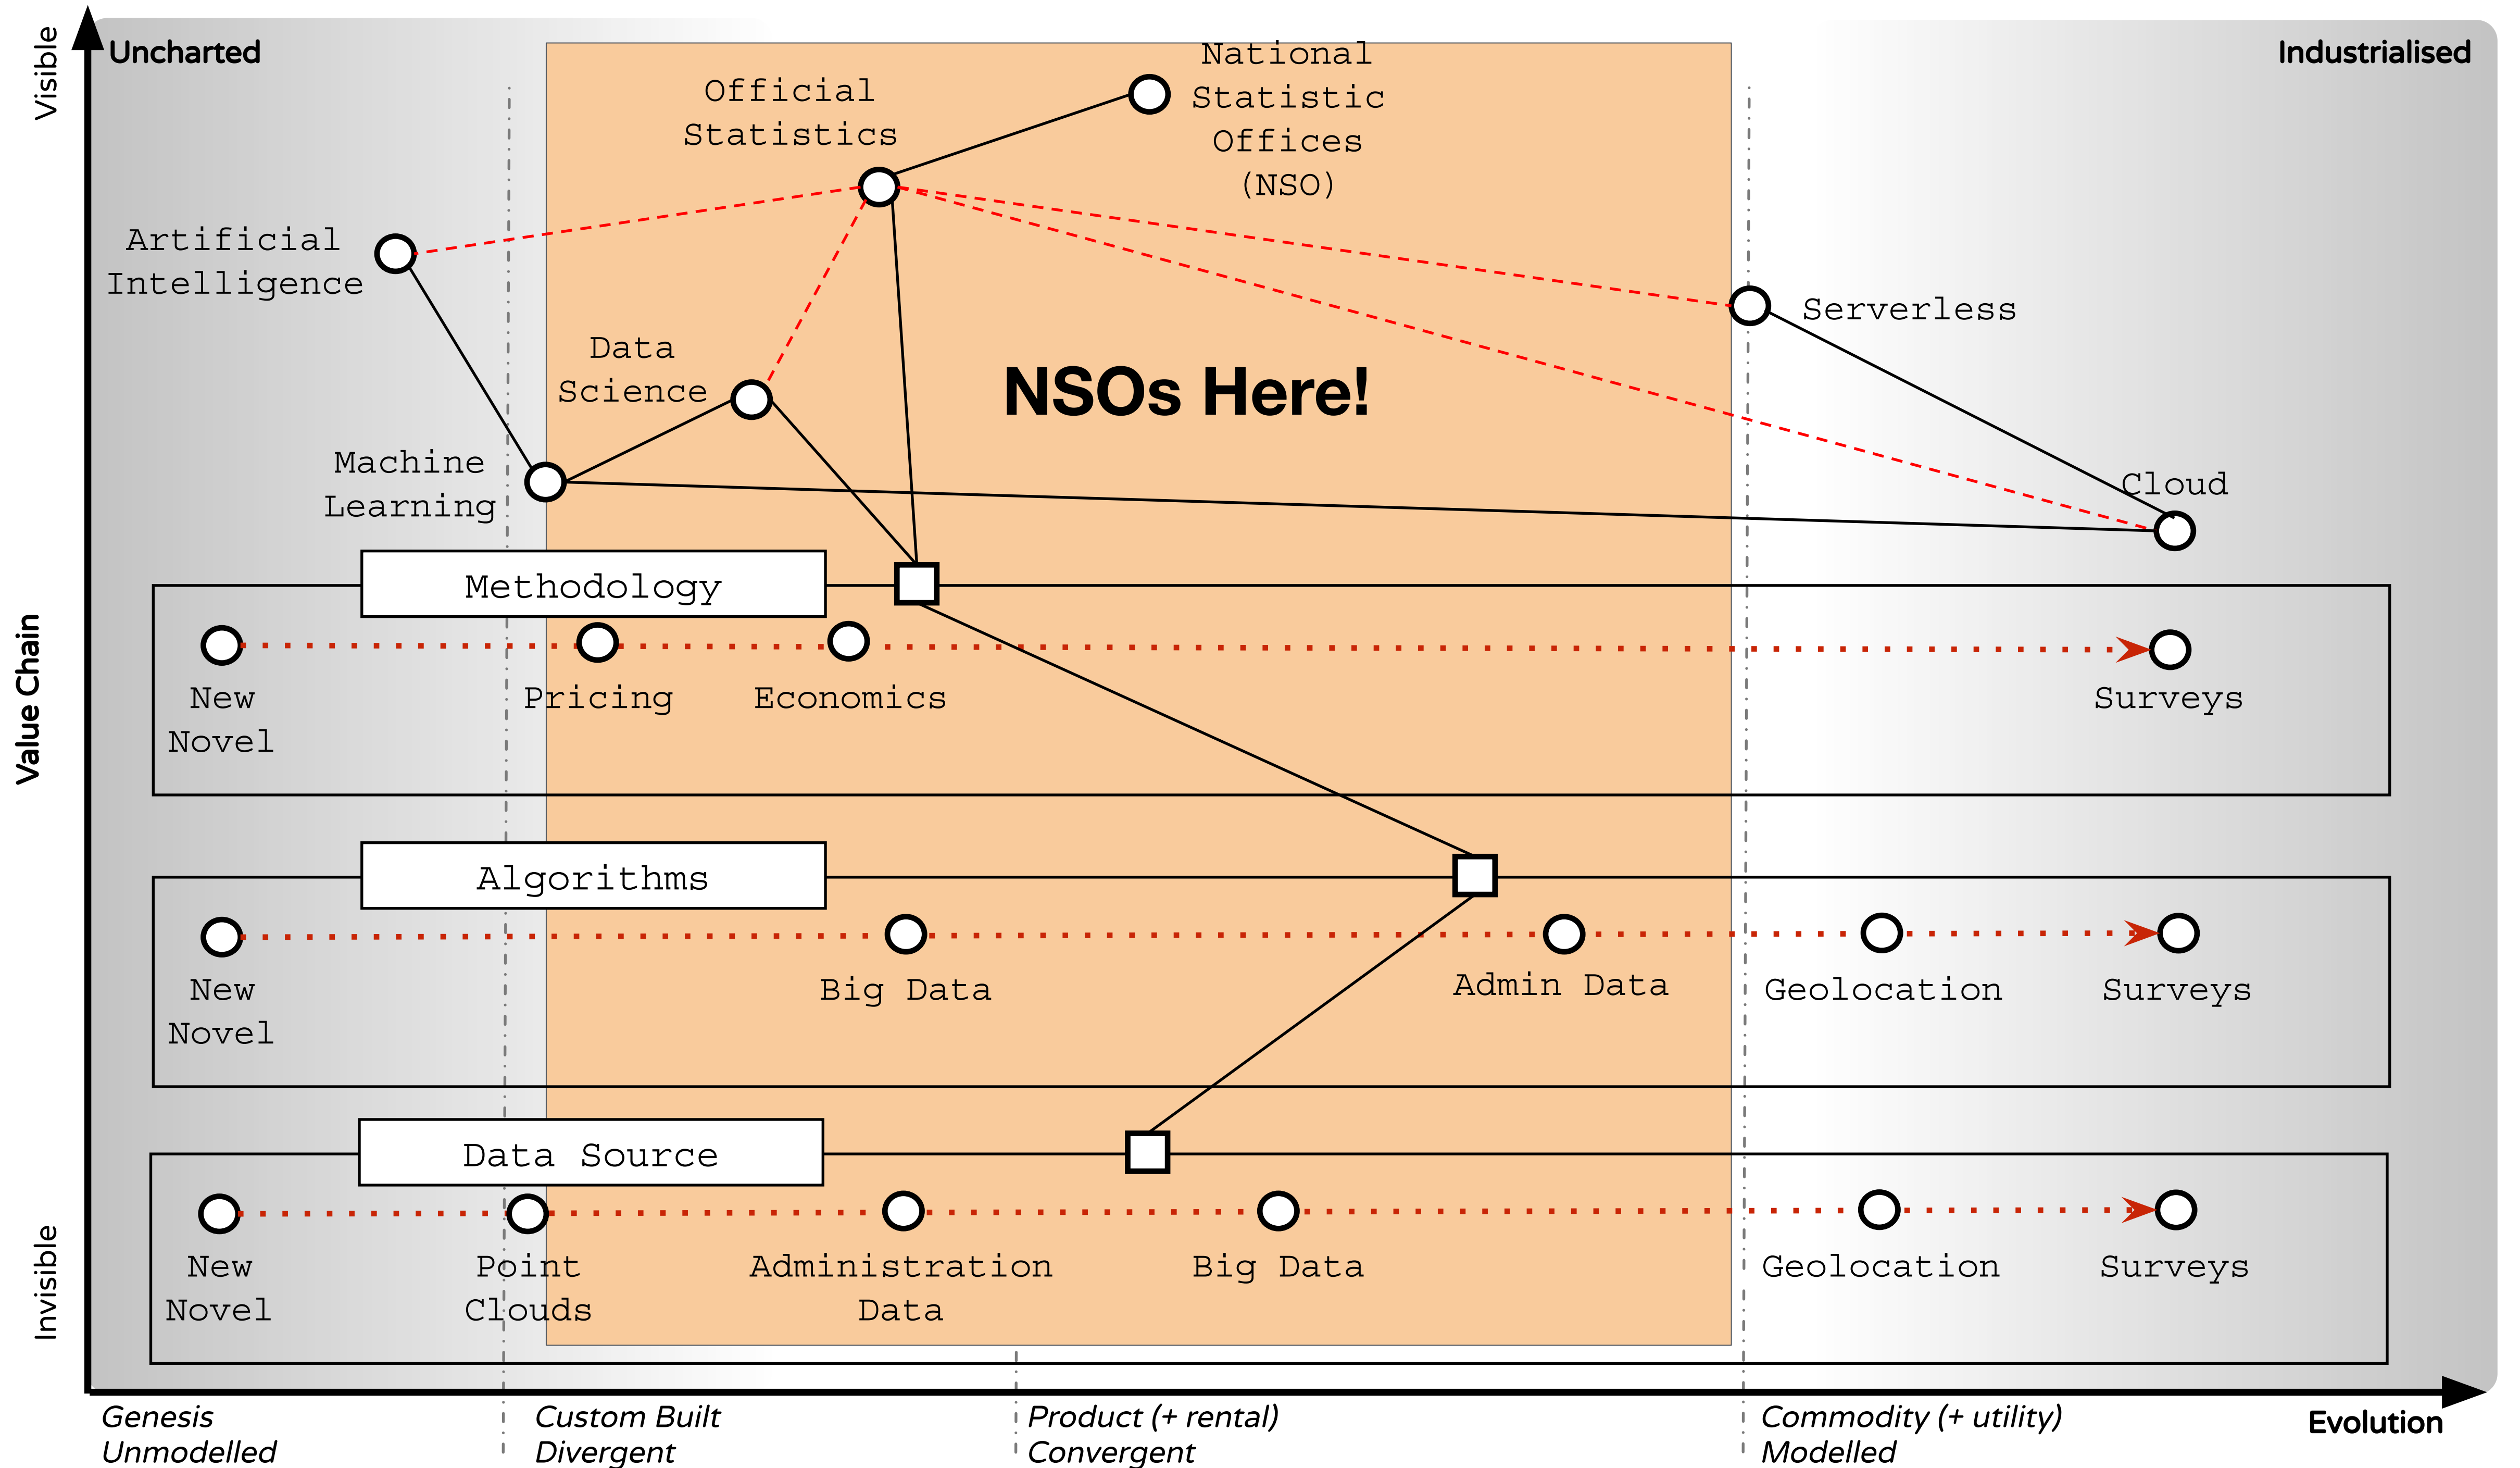 Visible
Uncharted
Industrialised
National
Statistic
Offices
(NSO)
Official
Statistics
Artificial
Intelligence
Serverless
Data
Science
NSOs Here!
Machine
Learning
Cloud
Value Chain
Methodology
New
Novel
Pricing
Economics
Surveys
Algorithms
New
Novel
Big Data
Admin Data
Geolocation
Surveys
Data Source
New
Novel
Point
Clouds
Administration
Data
Big Data
Geolocation
Surveys
Invisible
Genesis
Unmodelled
Custom Built
Divergent
Product (+ rental)
Convergent
Commodity (+ utility)
Modelled
Evolution